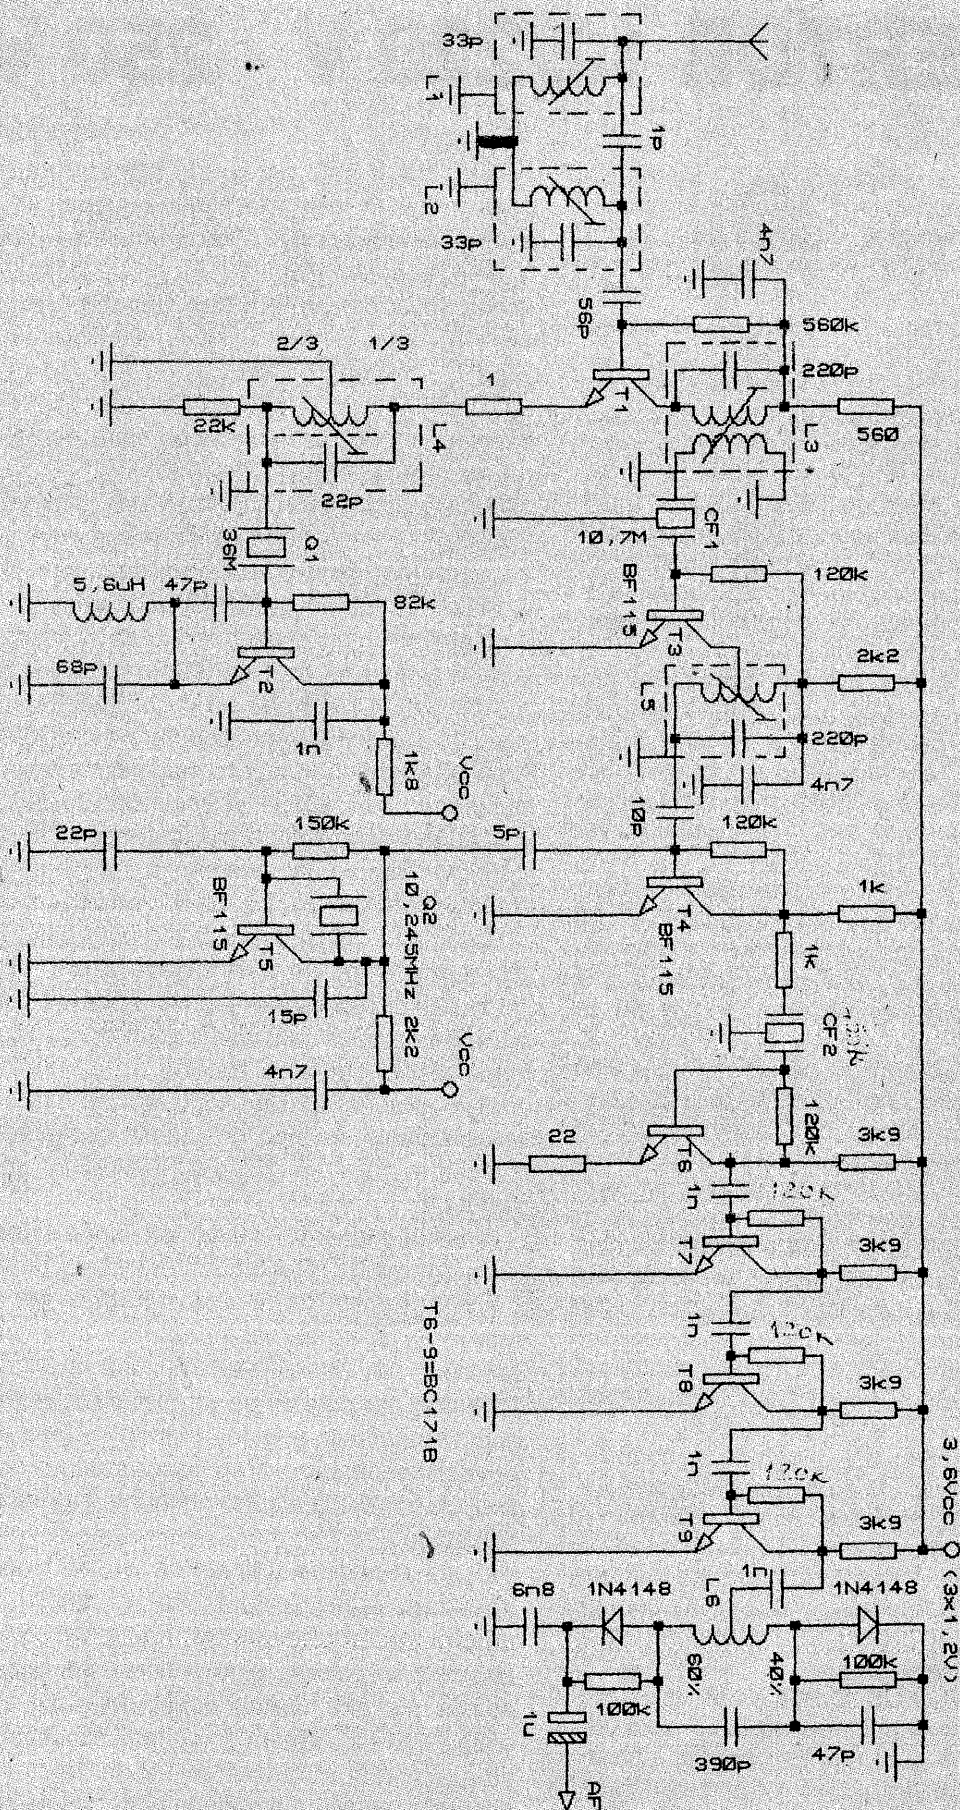 33p
L1
1p
L2
33p
4n7
56p
560k
2/3
1/3
1
T1
220p
560
22k
L4
L3
22p
CF1
10,7M
Q1
36M
BF115
120k
5,6uH
47p
82k
T3
2k2
68p
T2
L5
1n
220p
4n7
1k8
Vcc
10p
120k
22p
150k
5p
Q2
10,245MHz
1k
BF115
T4
BF115
T5
1k
15p
CF2
2k2
Vcc
4n7
120k
22
T6
3k9
1n
120k
T7
3k9
T6-9=BC171B
1n
120k
T8
3k9
1n
120k
T9
3k9
3,6Vcc (3x1,2V)
1n
6n8
1N4148
L6
1N4148
60%
40%
100k
100k
1u
390p
47p
AF